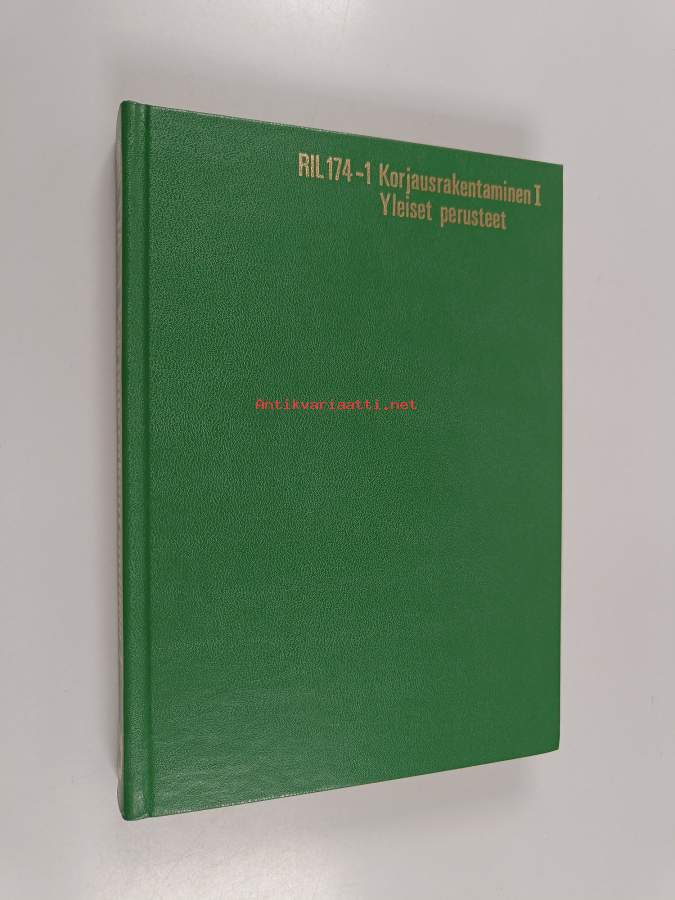 RIL 174-1 Korjausrakentaminen I
Yleiset perusteet
Antikvariaatti.net